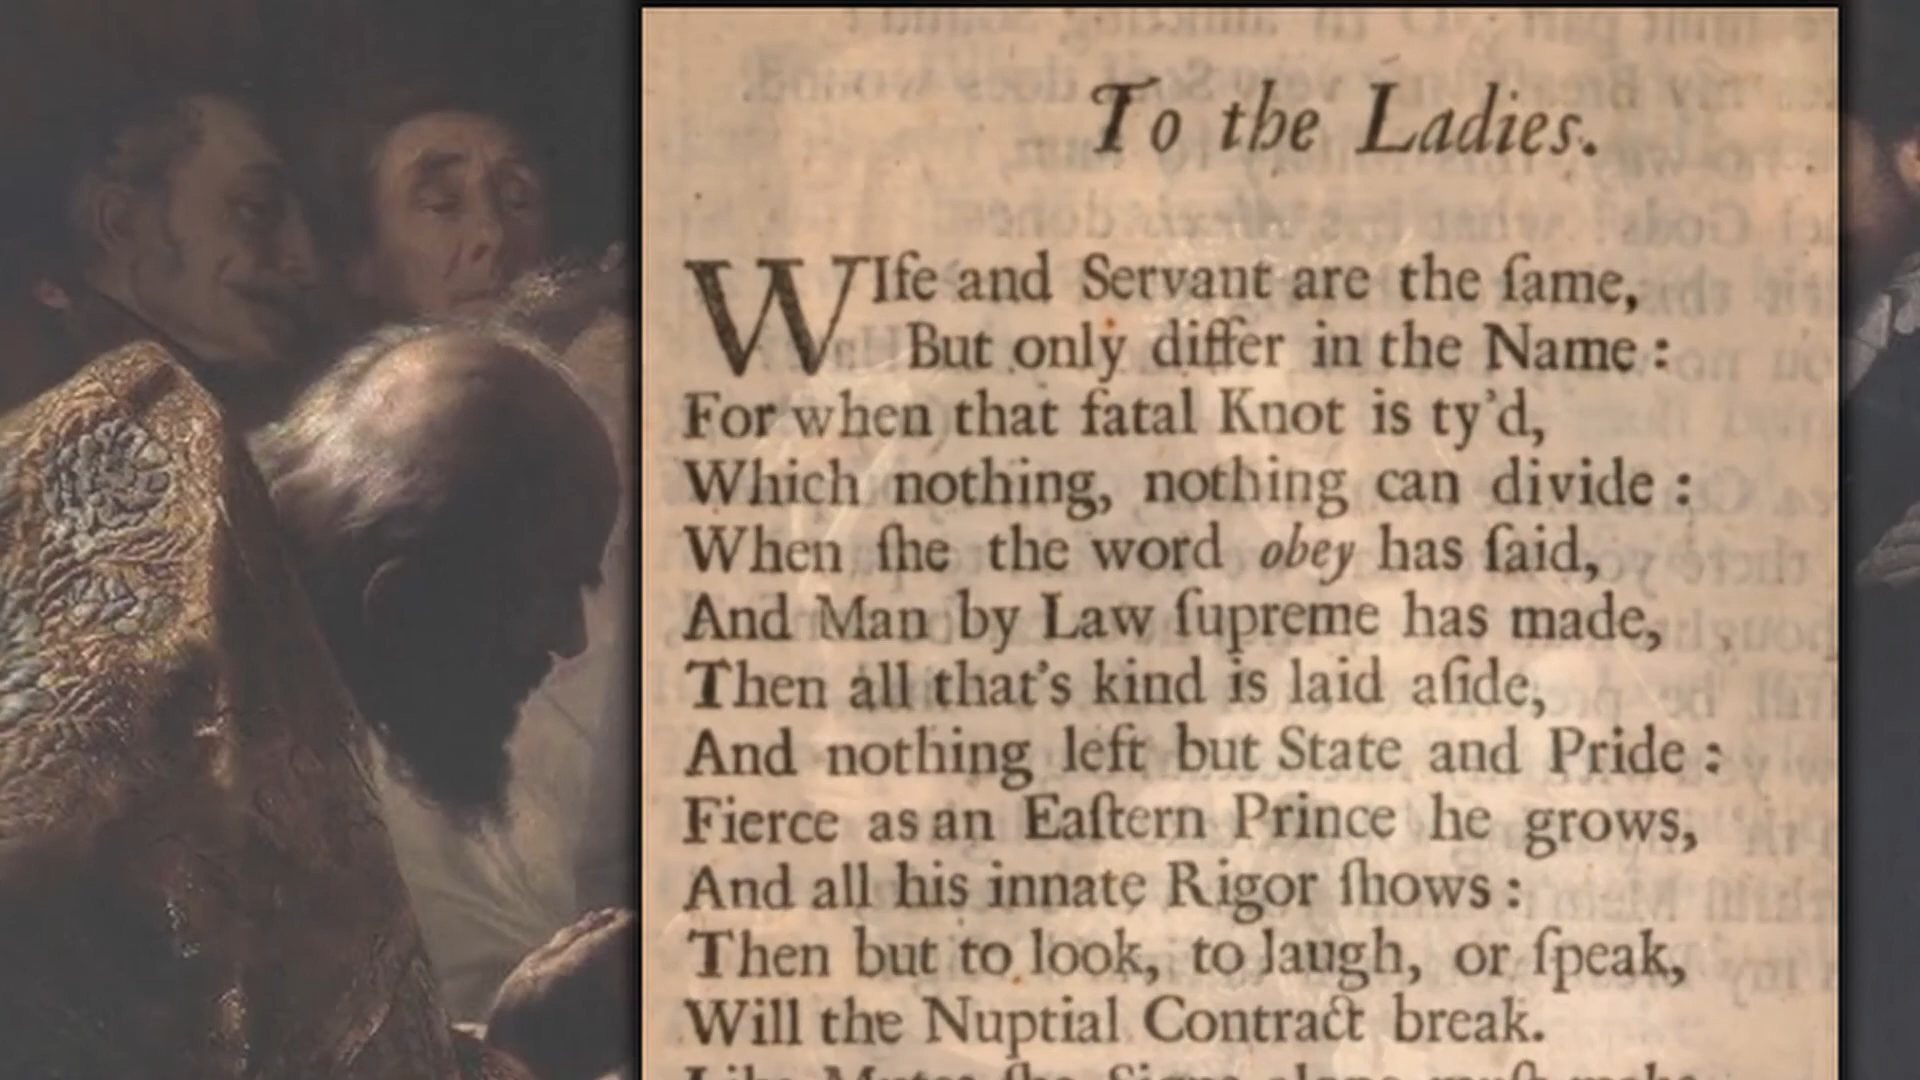 To the Ladies.
WIfe and Servant are the ſame,
But only differ in the Name :
For when that fatal Knot is ty'd,
Which nothing, nothing can divide :
When ſhe the word obey has ſaid,
And Man by Law ſupreme has made,
Then all that's kind is laid aſide,
And nothing left but State and Pride :
Fierce as an Eaſtern Prince he grows,
And all his innate Rigor ſhows :
Then but to look, to laugh, or ſpeak,
Will the Nuptial Contract break.